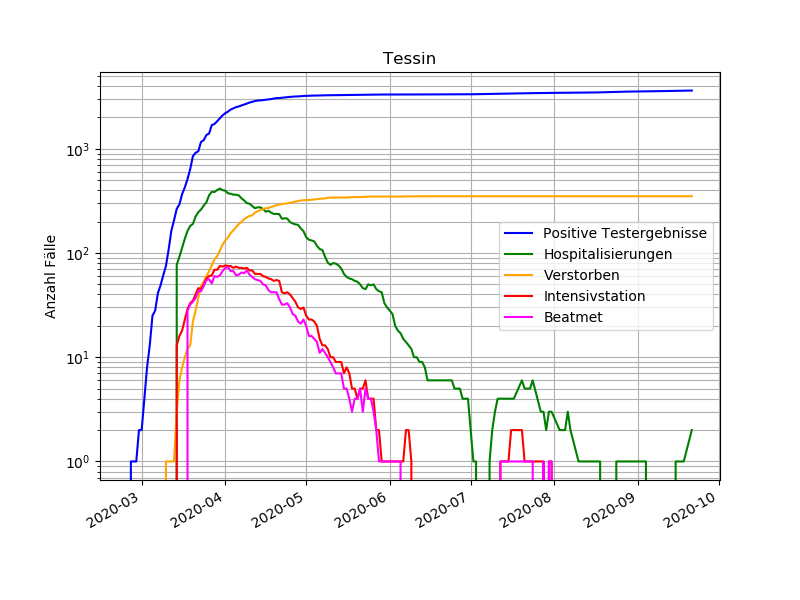 Tessin
Anzahl Fälle
10³
10²
10¹
10⁰
Positive Testergebnisse
Hospitalisierungen
Verstorben
Intensivstation
Beatmet
2020-03
2020-04
2020-05
2020-06
2020-07
2020-08
2020-09
2020-10